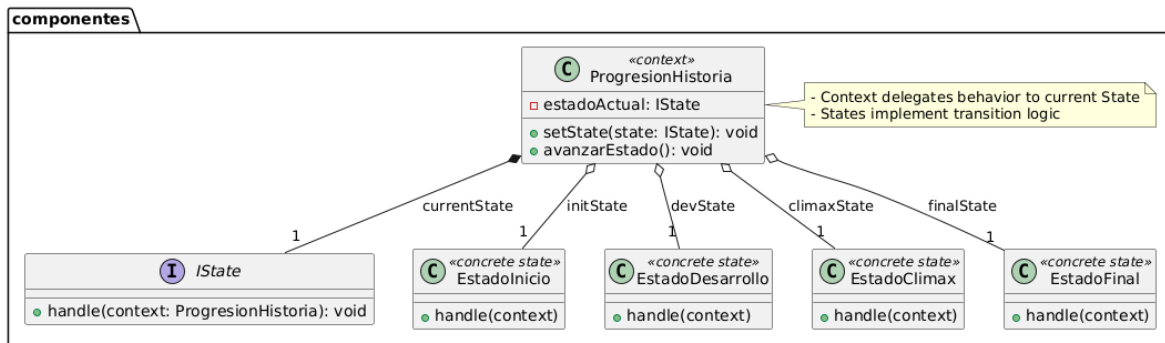 componentes
«context»
ProgresionHistoria
estadoActual: IState
setState(state: IState): void
avanzarEstado(): void
- Context delegates behavior to current State
- States implement transition logic
currentState
initState
devState
climaxState
finalState
1
1
1
1
1
I
IState
handle(context: ProgresionHistoria): void
C
«concrete state»
EstadoInicio
handle(context)
C
«concrete state»
EstadoDesarrollo
handle(context)
C
«concrete state»
EstadoClimax
handle(context)
C
«concrete state»
EstadoFinal
handle(context)